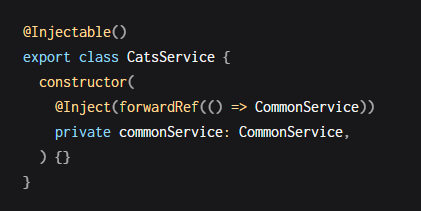 @Injectable()
export class CatsService {
  constructor(
    @Inject(forwardRef(() => CommonService))
    private commonService: CommonService,
  ) {}
}